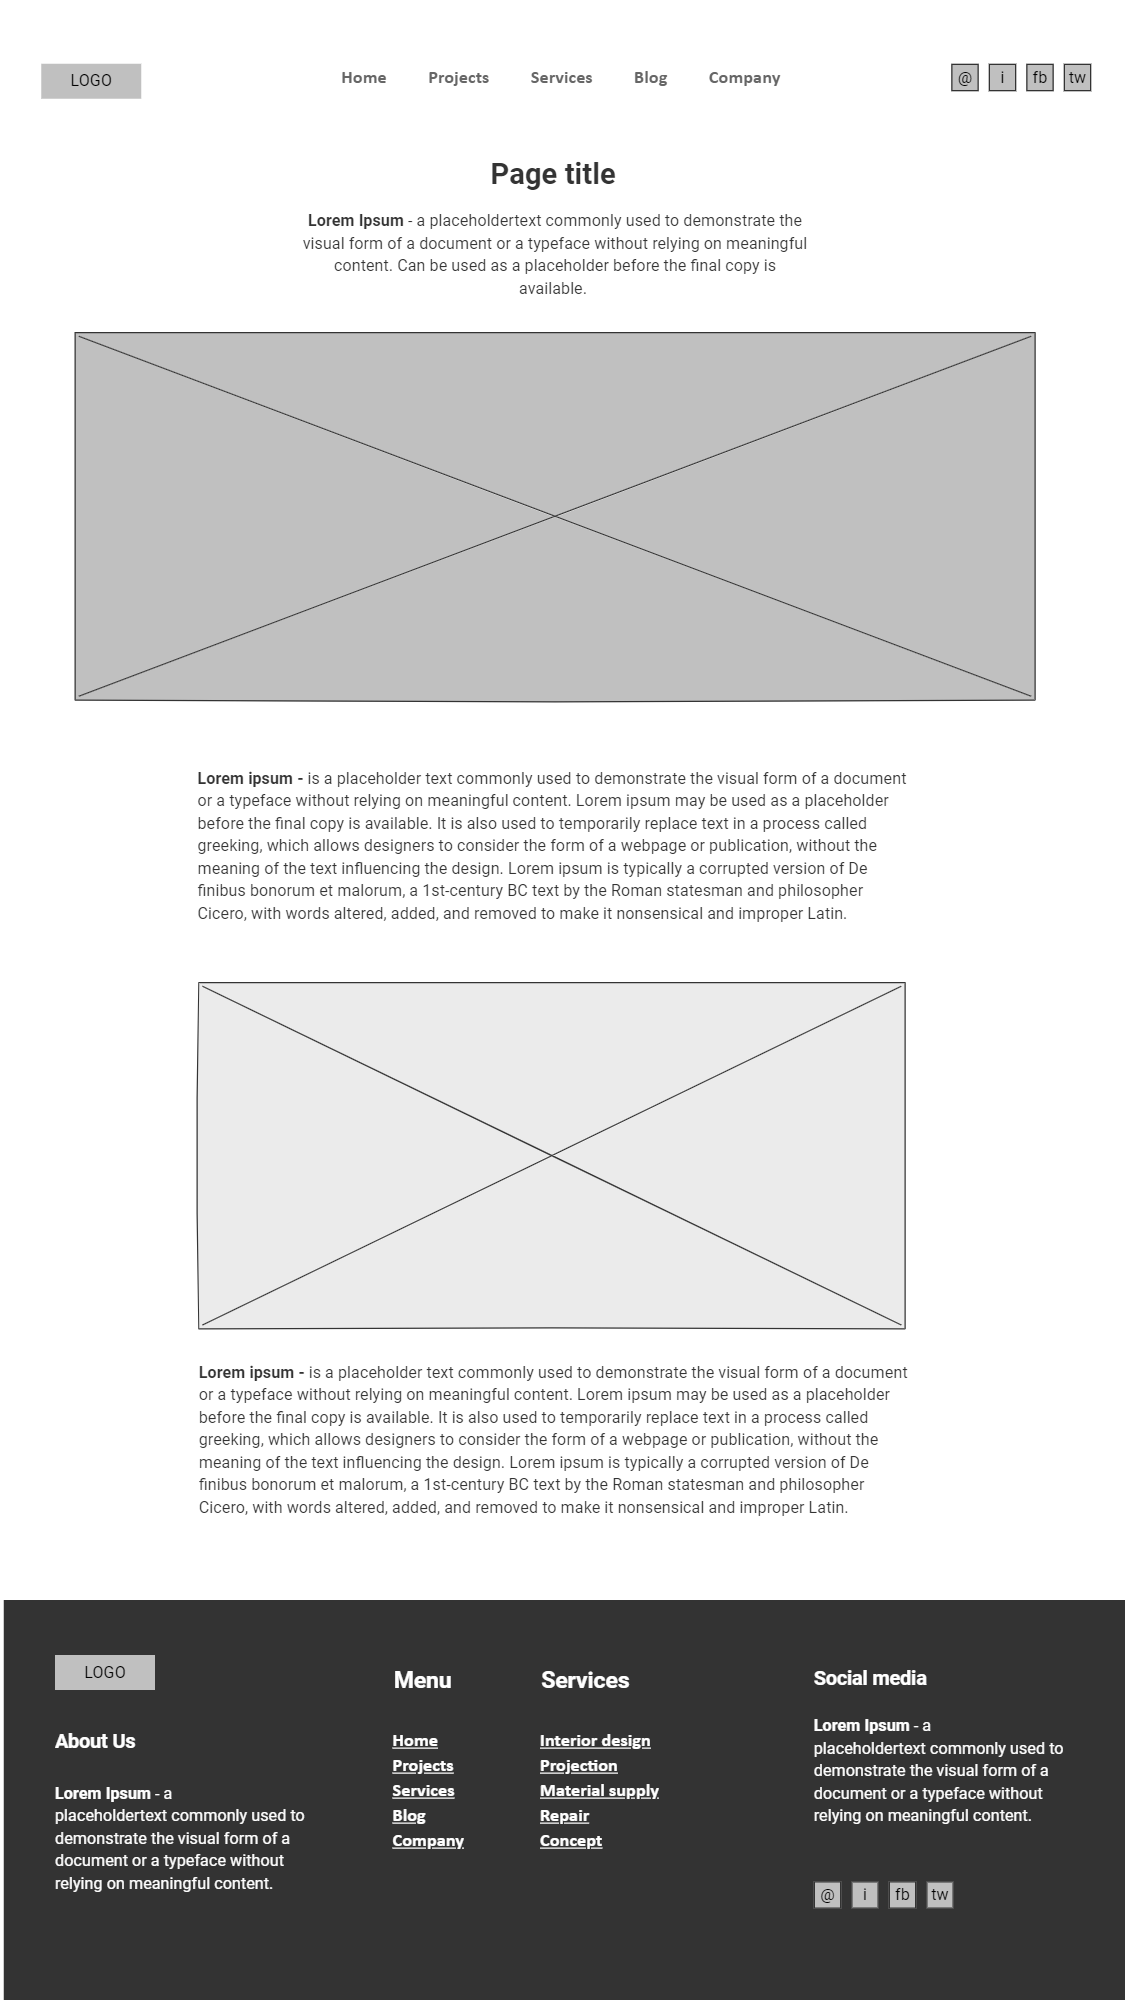 LOGO
Home Projects Services Blog Company
@ i fb tw
Page title
Lorem Ipsum - a placeholdertext commonly used to demonstrate the
visual form of a document or a typeface without relying on meaningful
content. Can be used as a placeholder before the final copy is
available.
Lorem ipsum - is a placeholder text commonly used to demonstrate the visual form of a document
or a typeface without relying on meaningful content. Lorem ipsum may be used as a placeholder
before the final copy is available. It is also used to temporarily replace text in a process called
greeking, which allows designers to consider the form of a webpage or publication, without the
meaning of the text influencing the design. Lorem ipsum is typically a corrupted version of De
finibus bonorum et malorum, a 1st-century BC text by the Roman statesman and philosopher
Cicero, with words altered, added, and removed to make it nonsensical and improper Latin.
Lorem ipsum - is a placeholder text commonly used to demonstrate the visual form of a document
or a typeface without relying on meaningful content. Lorem ipsum may be used as a placeholder
before the final copy is available. It is also used to temporarily replace text in a process called
greeking, which allows designers to consider the form of a webpage or publication, without the
meaning of the text influencing the design. Lorem ipsum is typically a corrupted version of De
finibus bonorum et malorum, a 1st-century BC text by the Roman statesman and philosopher
Cicero, with words altered, added, and removed to make it nonsensical and improper Latin.
LOGO
About Us
Lorem Ipsum - a
placeholdertext commonly used to
demonstrate the visual form of a
document or a typeface without
relying on meaningful content.
Menu
Home
Projects
Services
Blog
Company
Services
Interior design
Projection
Material supply
Repair
Concept
Social media
Lorem Ipsum - a
placeholdertext commonly used to
demonstrate the visual form of a
document or a typeface without
relying on meaningful content.
@ i fb tw